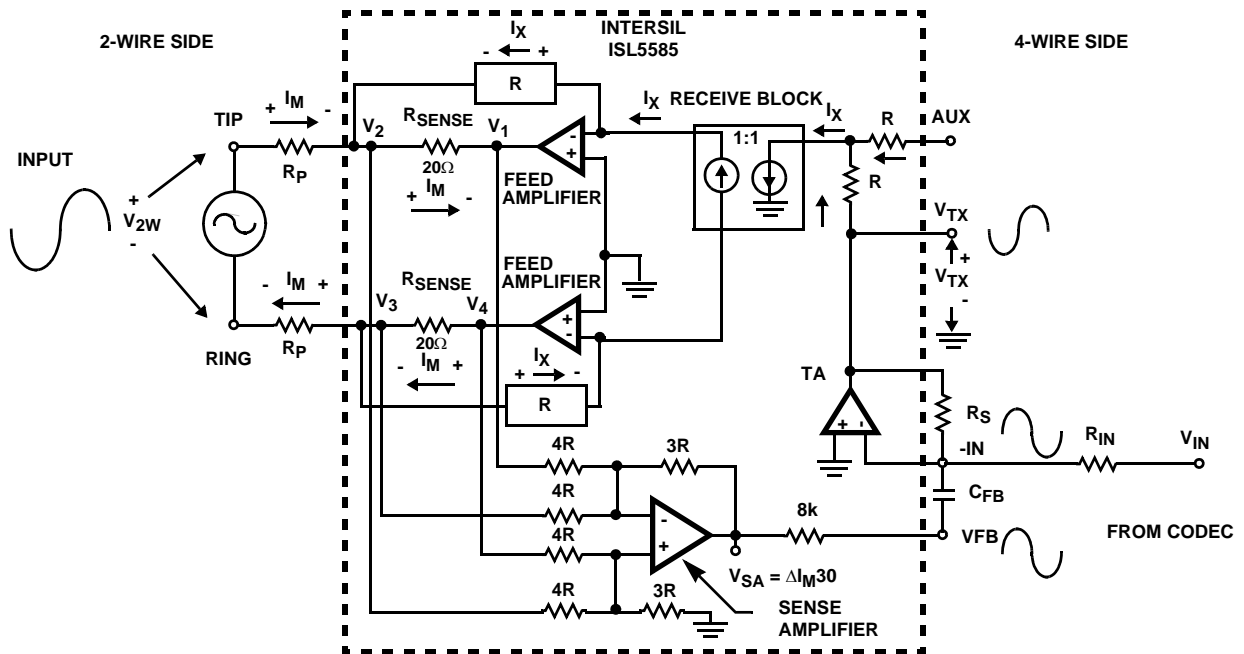 INTERSIL
ISL5585
2-WIRE SIDE
4-WIRE SIDE
IX
- +
R
IM
+ -
TIP
RP
V2
RSENSE
20Ω
V1
IM
+ -
-
+
FEED
AMPLIFIER
IX
RECEIVE BLOCK
1:1
IX
R
AUX
R
INPUT
+
V2W
-
VTX
+
VTX
-
FEED
AMPLIFIER
IM
- +
RING
RP
V3
RSENSE
20Ω
V4
IM
- +
+
-
IX
+ -
R
TA
+ -
RS
-IN
RIN
VIN
CFB
VFB
FROM CODEC
4R
3R
4R
4R
4R
3R
-
+
8k
VSA = ΔIM30
SENSE
AMPLIFIER